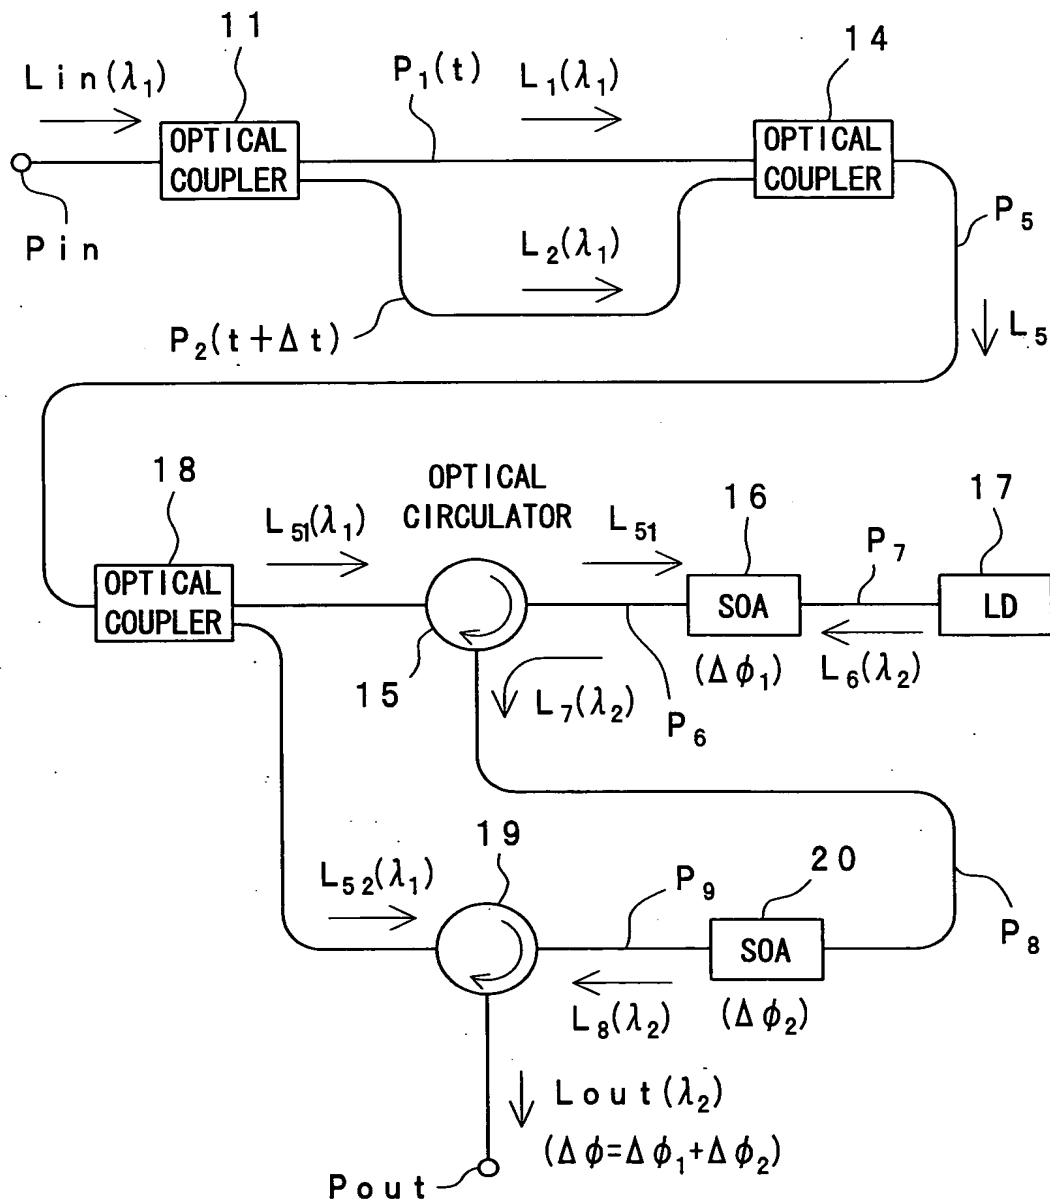 11
14
Lin(λ₁)
P₁(t)
L₁(λ₁)
OPTICAL
COUPLER
OPTICAL
COUPLER
Pin
P₅
L₂(λ₁)
P₂(t+Δt)
L₅
18
OPTICAL
CIRCULATOR
16
17
L₅₁(λ₁)
L₅₁
P₇
OPTICAL
COUPLER
SOA
LD
15
L₇(λ₂)
P₆
(Δϕ₁)
L₆(λ₂)
19
20
L₅₂(λ₁)
P₉
P₈
SOA
L₈(λ₂)
(Δϕ₂)
Lout(λ₂)
(Δϕ=Δϕ₁+Δϕ₂)
Pout